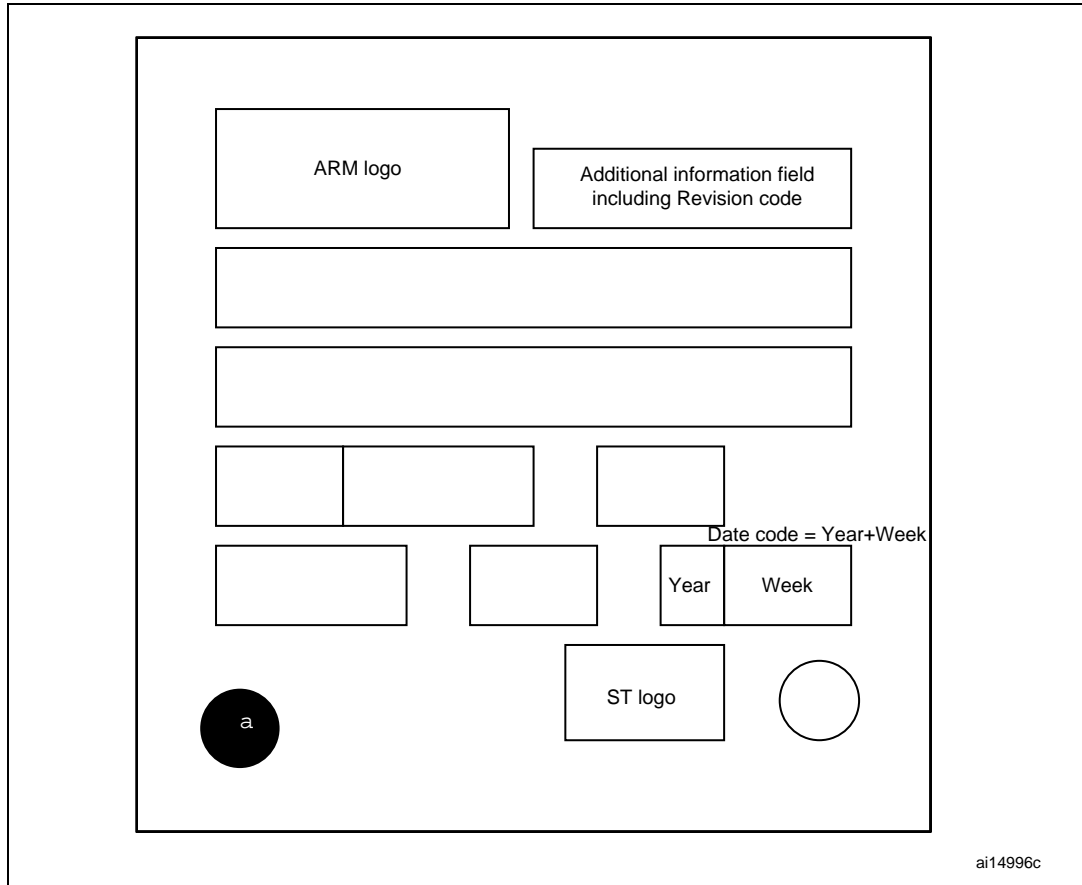 ARM logo
Additional information field
including Revision code
Date code = Year+Week
Year
Week
ST logo
a
ai14996c